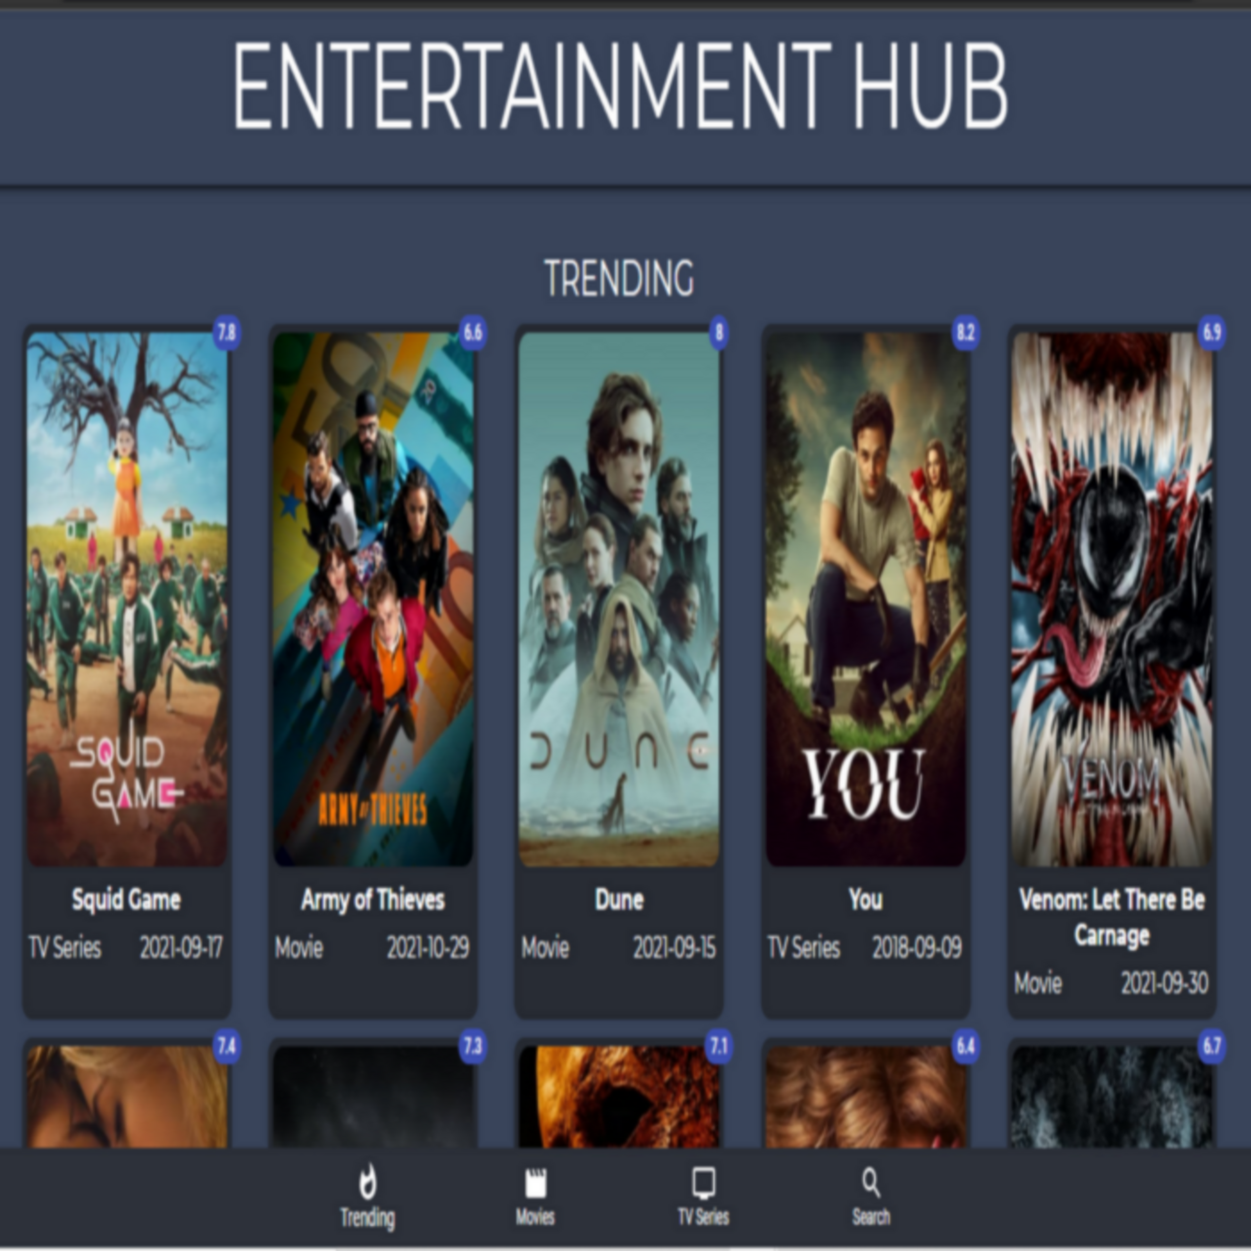 ENTERTAINMENT HUB
TRENDING
7.8
6.6
8
8.2
6.9
SQUID
GAME
ARMY OF THIEVES
DUNE
YOU
VENOM
Squid Game
Army of Thieves
Dune
You
Venom: Let There Be
Carnage
TV Series 2021-09-17
Movie 2021-10-29
Movie 2021-09-15
TV Series 2018-09-09
Movie 2021-09-30
7.4
7.3
7.1
6.4
6.7
Trending
Movies
TV Series
Search